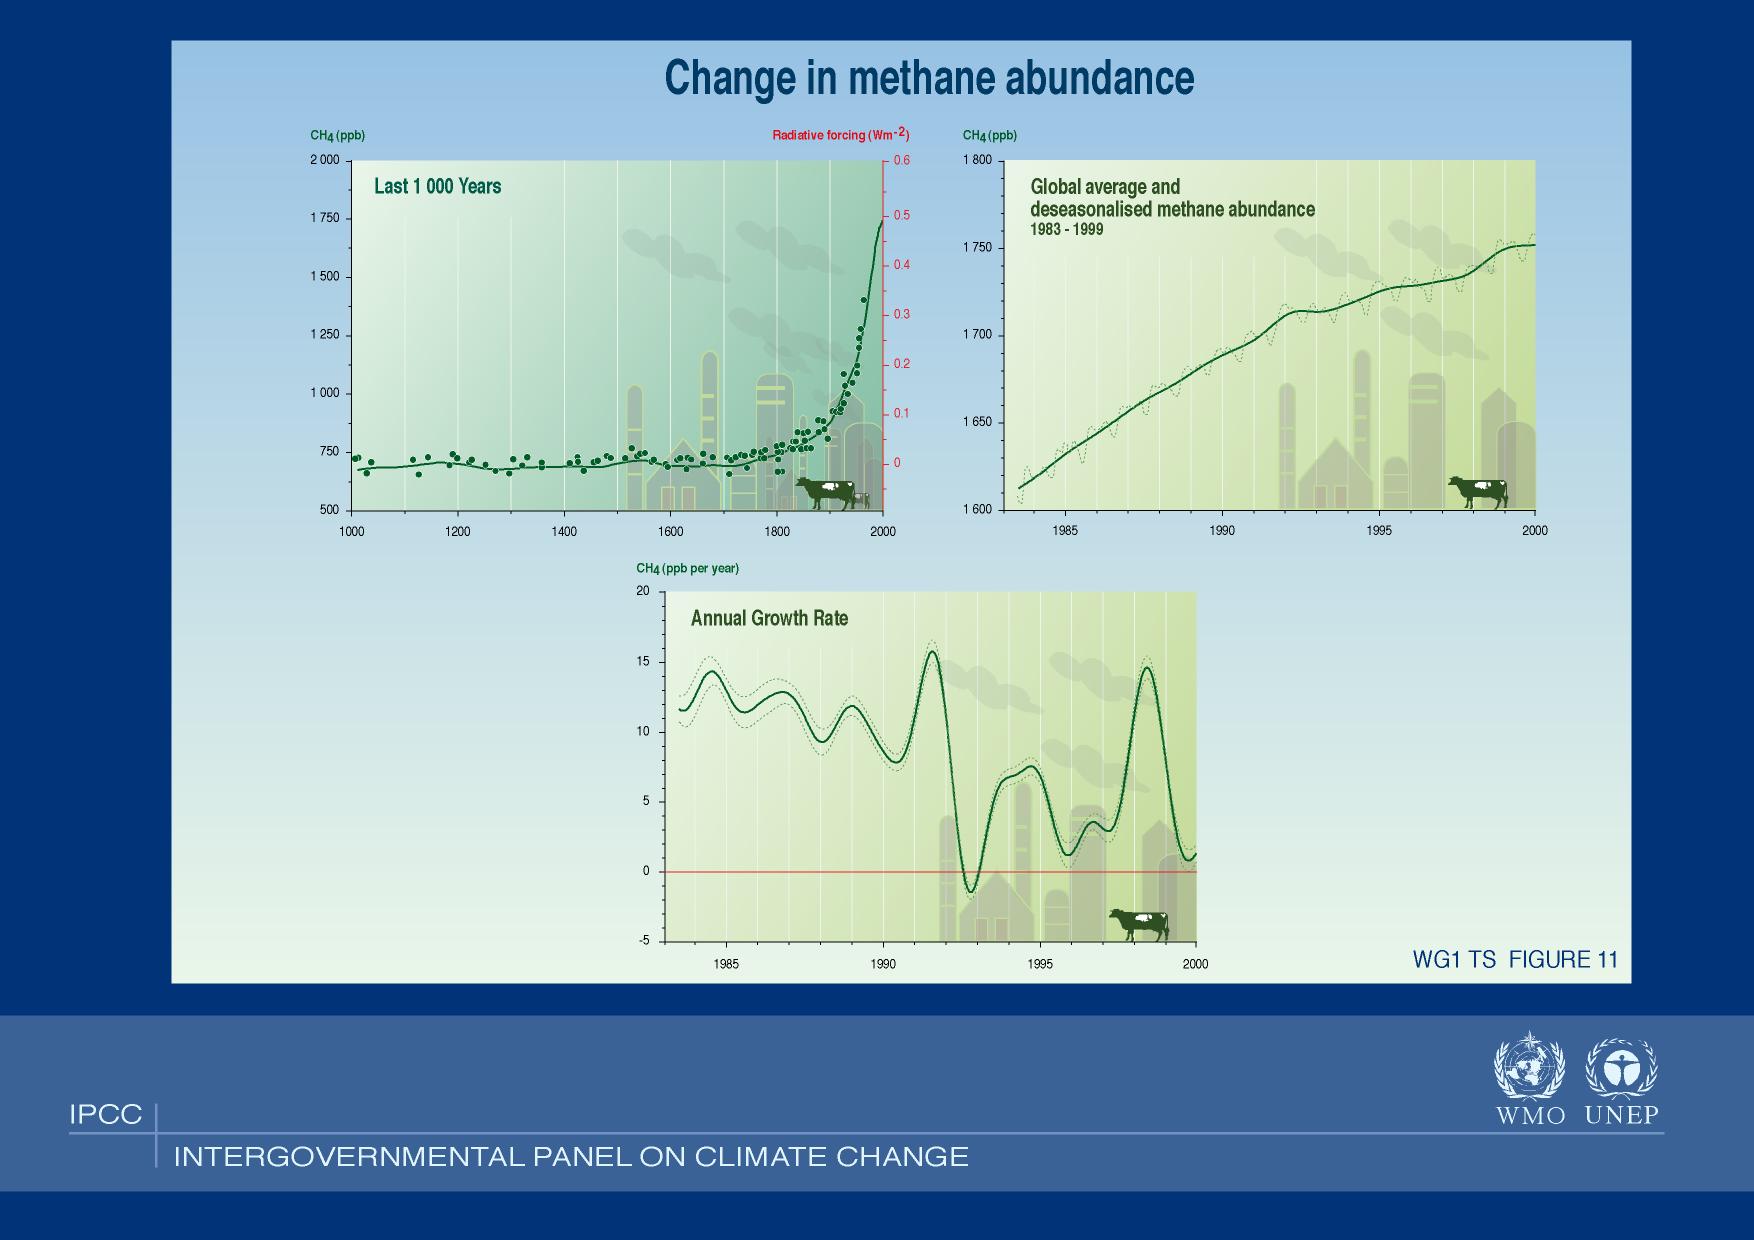 Change in methane abundance
CH4 (ppb)
Radiative forcing (Wm-2)
2 000
1 750
1 500
1 250
1 000
750
500
0.6
0.5
0.4
0.3
0.2
0.1
0
Last 1 000 Years
1000 1200 1400 1600 1800 2000
CH4 (ppb)
1 800
1 750
1 700
1 650
1 600
Global average and
deseasonalised methane abundance
1983 - 1999
1985 1990 1995 2000
CH4 (ppb per year)
20
15
10
5
0
-5
Annual Growth Rate
1985 1990 1995 2000
WG1 TS FIGURE 11
WMO UNEP
IPCC
INTERGOVERNMENTAL PANEL ON CLIMATE CHANGE